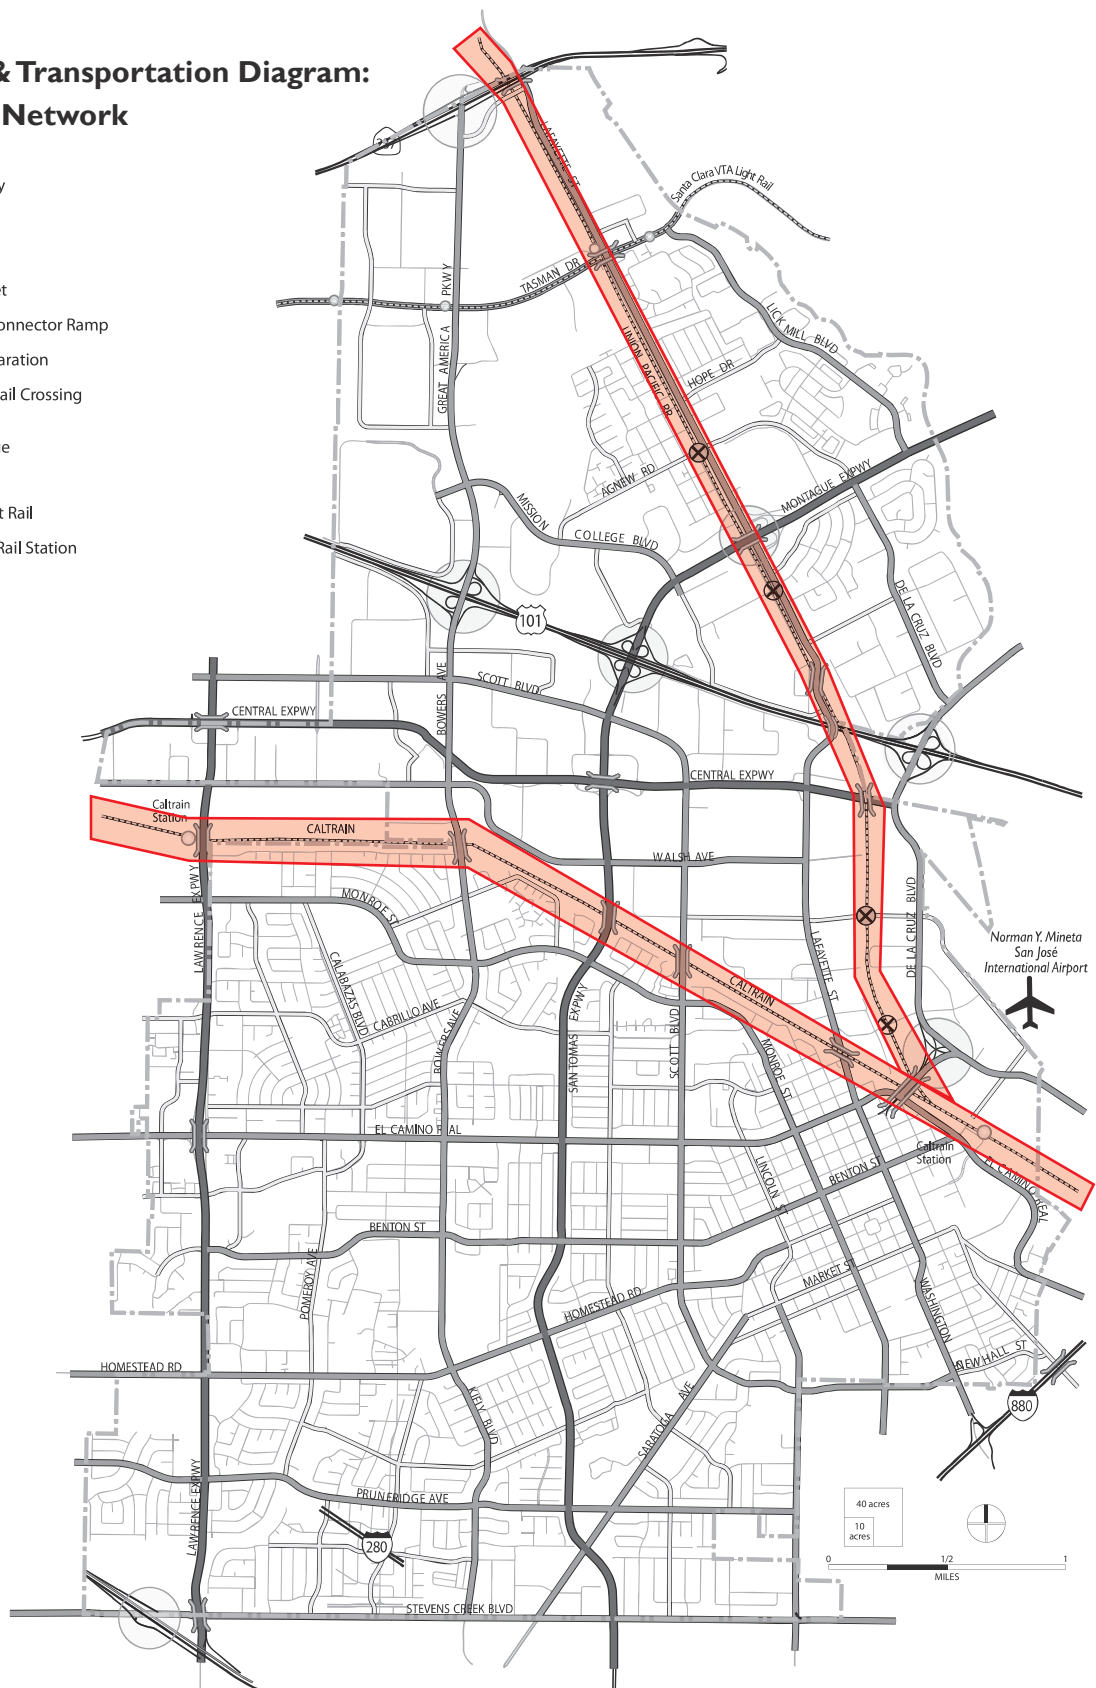 & Transportation Diagram:
Network
y
et
onnector Ramp
aration
ail Crossing
ue
t Rail
Rail Station
237
LAFAYETTE ST
Santa Clara VTA Light Rail
TASMAN DR
GREAT AMERICA PKWY
UNION PACIFIC RR
LICK MILL BLVD
HOPE DR
AGNEW RD
MONTAGUE EXPWY
MISSION
COLLEGE BLVD
DE LA CRUZ BLVD
101
SCOTT BLVD
BOWERS AVE
CENTRAL EXPWY
CENTRAL EXPWY
Caltrain
Station
CALTRAIN
WALSH AVE
LAWRENCE EXPWY
MONROE ST
CALABAZAS BLVD
CABRILLO AVE
BOWERS AVE
SAN TOMAS EXPWY
SCOTT BLVD
CALTRAIN
LAFAYETTE ST
DE LA CRUZ BLVD
Norman Y. Mineta
San José
International Airport
MONROE ST
EL CAMINO REAL
LINCOLN ST
BENTON ST
Caltrain
Station
EL CAMINO REAL
BENTON ST
POMEROY AVE
HOMESTEAD RD
MARKET ST
WASHINGTON
NEWHALL ST
HOMESTEAD RD
KIELY BLVD
SARATOGA AVE
880
LAWRENCE EXPWY
PRUNERIDGE AVE
280
40 acres
10
acres
0 1/2 1
MILES
STEVENS CREEK BLVD